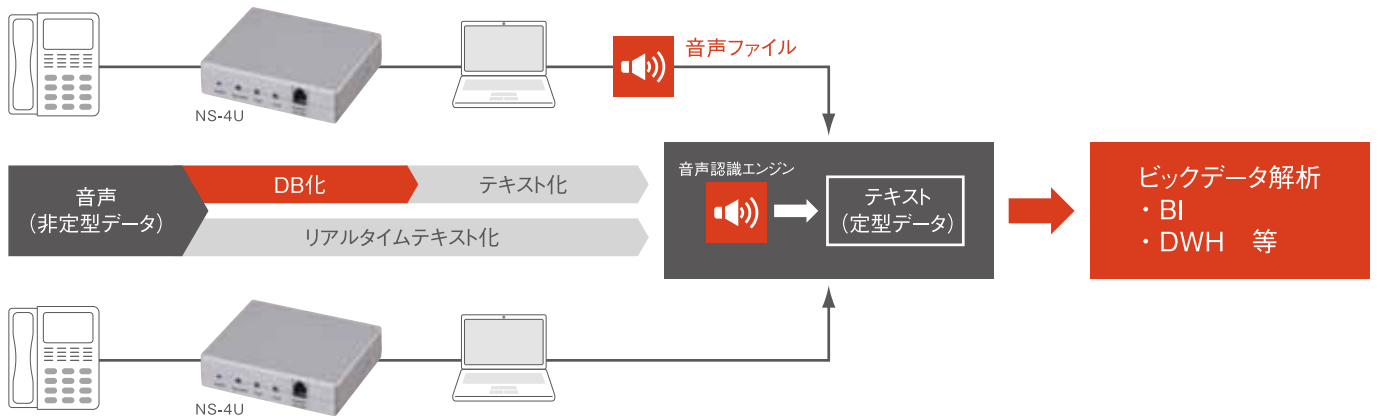 音声ファイル
NS-4U
音声
(非定型データ)
DB化
テキスト化
リアルタイムテキスト化
音声認識エンジン
テキスト
(定型データ)
ビックデータ解析
・BI
・DWH 等
NS-4U